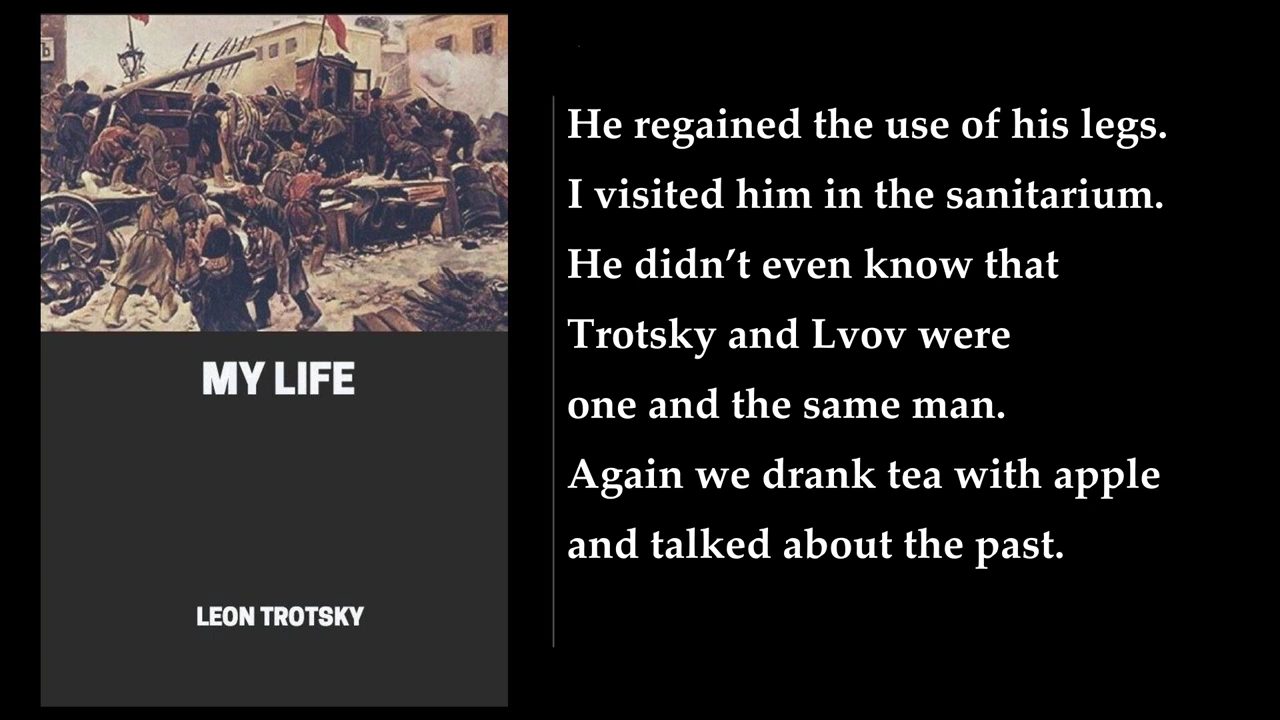 MY LIFE
LEON TROTSKY
He regained the use of his legs.
I visited him in the sanitarium.
He didn’t even know that
Trotsky and Lvov were
one and the same man.
Again we drank tea with apple
and talked about the past.